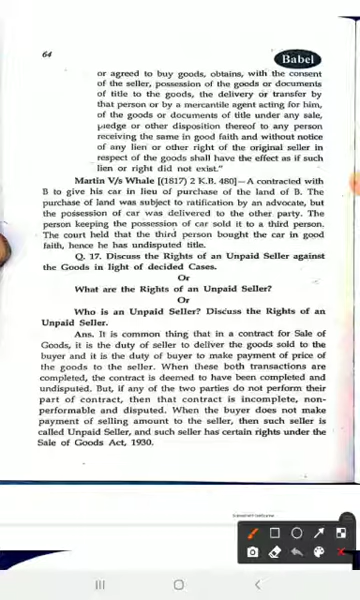 64
Babel
or agreed to buy goods, obtains, with the consent
of the seller, possession of the goods or documents
of title to the goods, the delivery or transfer by
that person or by a mercantile agent acting for him,
of the goods or documents of title under any sale,
pledge or other disposition thereof to any person
receiving the same in good faith and without notice
of any lien or other right of the original seller in
respect of the goods shall have the effect as if such
lien or right did not exist."
Martin V/s Whale [(1817) 2 K.B. 480]—A contracted with
B to give his car in lieu of purchase of the land of B. The
purchase of land was subject to ratification by an advocate, but
the possession of car was delivered to the other party. The
person keeping the possession of car sold it to a third person.
The court held that the third person bought the car in good
faith, hence he has undisputed title.
Q. 17. Discuss the Rights of an Unpaid Seller against
the Goods in light of decided Cases.
Or
What are the Rights of an Unpaid Seller?
Or
Who is an Unpaid Seller? Discuss the Rights of an
Unpaid Seller.
Ans. It is common thing that in a contract for Sale of
Goods, it is the duty of seller to deliver the goods sold to the
buyer and it is the duty of buyer to make payment of price of
the goods to the seller. When these both transactions are
completed, the contract is deemed to have been completed and
undisputed. But, if any of the two parties do not perform their
part of contract, then that contract is incomplete, non-
performable and disputed. When the buyer does not make
payment of selling amount to the seller, then such seller is
called Unpaid Seller, and such seller has certain rights under the
Sale of Goods Act, 1930.